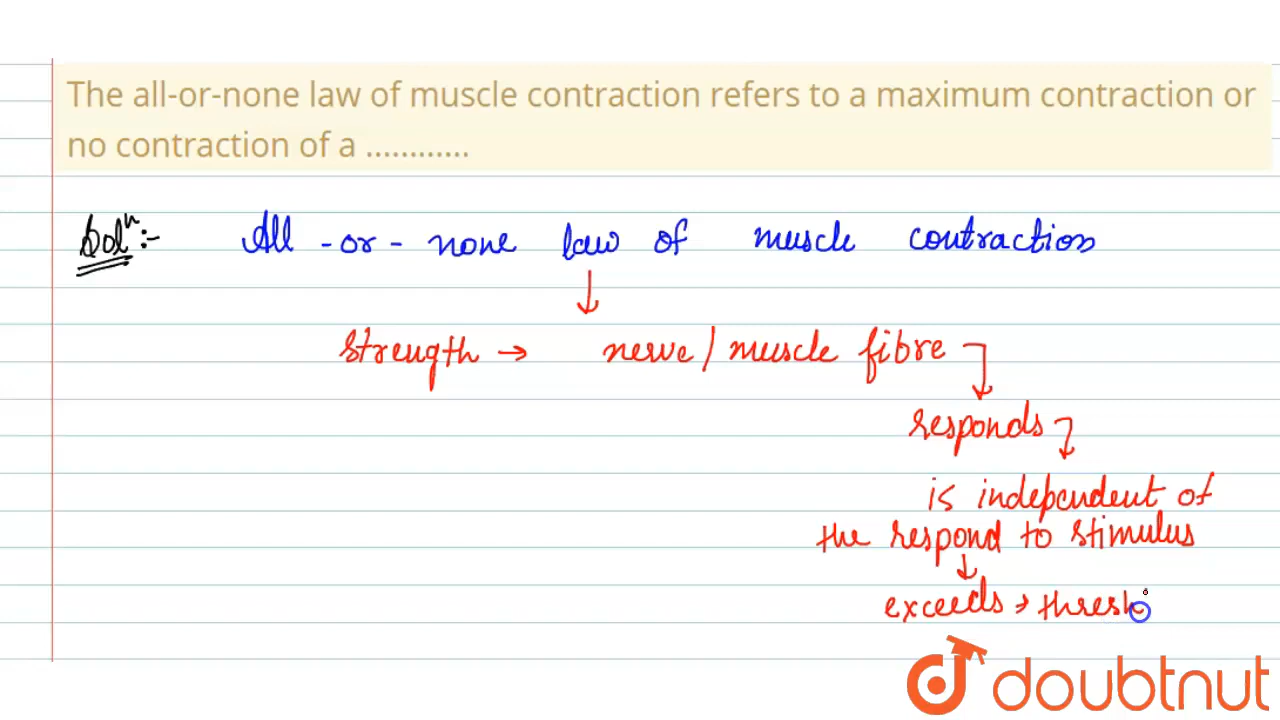 The all-or-none law of muscle contraction refers to a maximum contraction or
no contraction of a ............
Solⁿ:- All - or - none law of muscle contraction
↓
strength → nerve / muscle fibre
responds
is independent of
the respond to stimulus
↓
exceeds → thresh
doubtnut